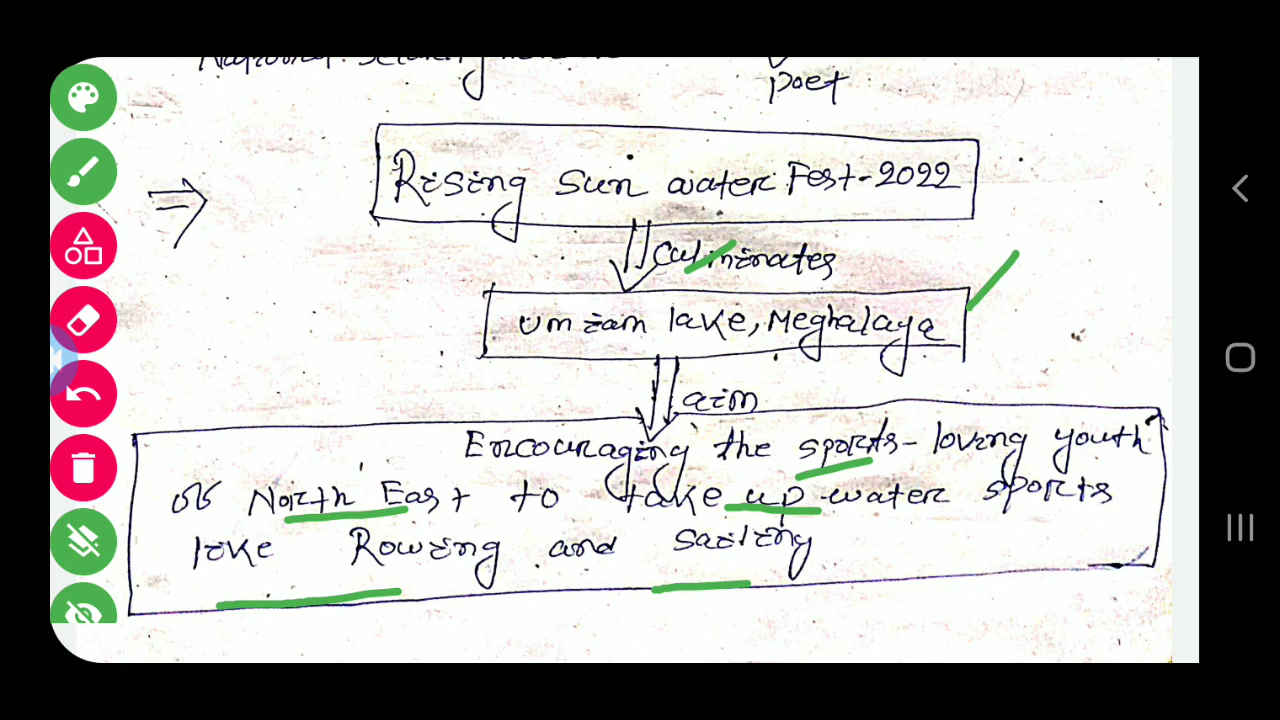 National
poet
Rising Sun water Fest-2022
Culminates
Umiam lake, Meghalaya
aim
Encouraging the sports-loving youth
of North East to take up water sports
like Rowing and sailing